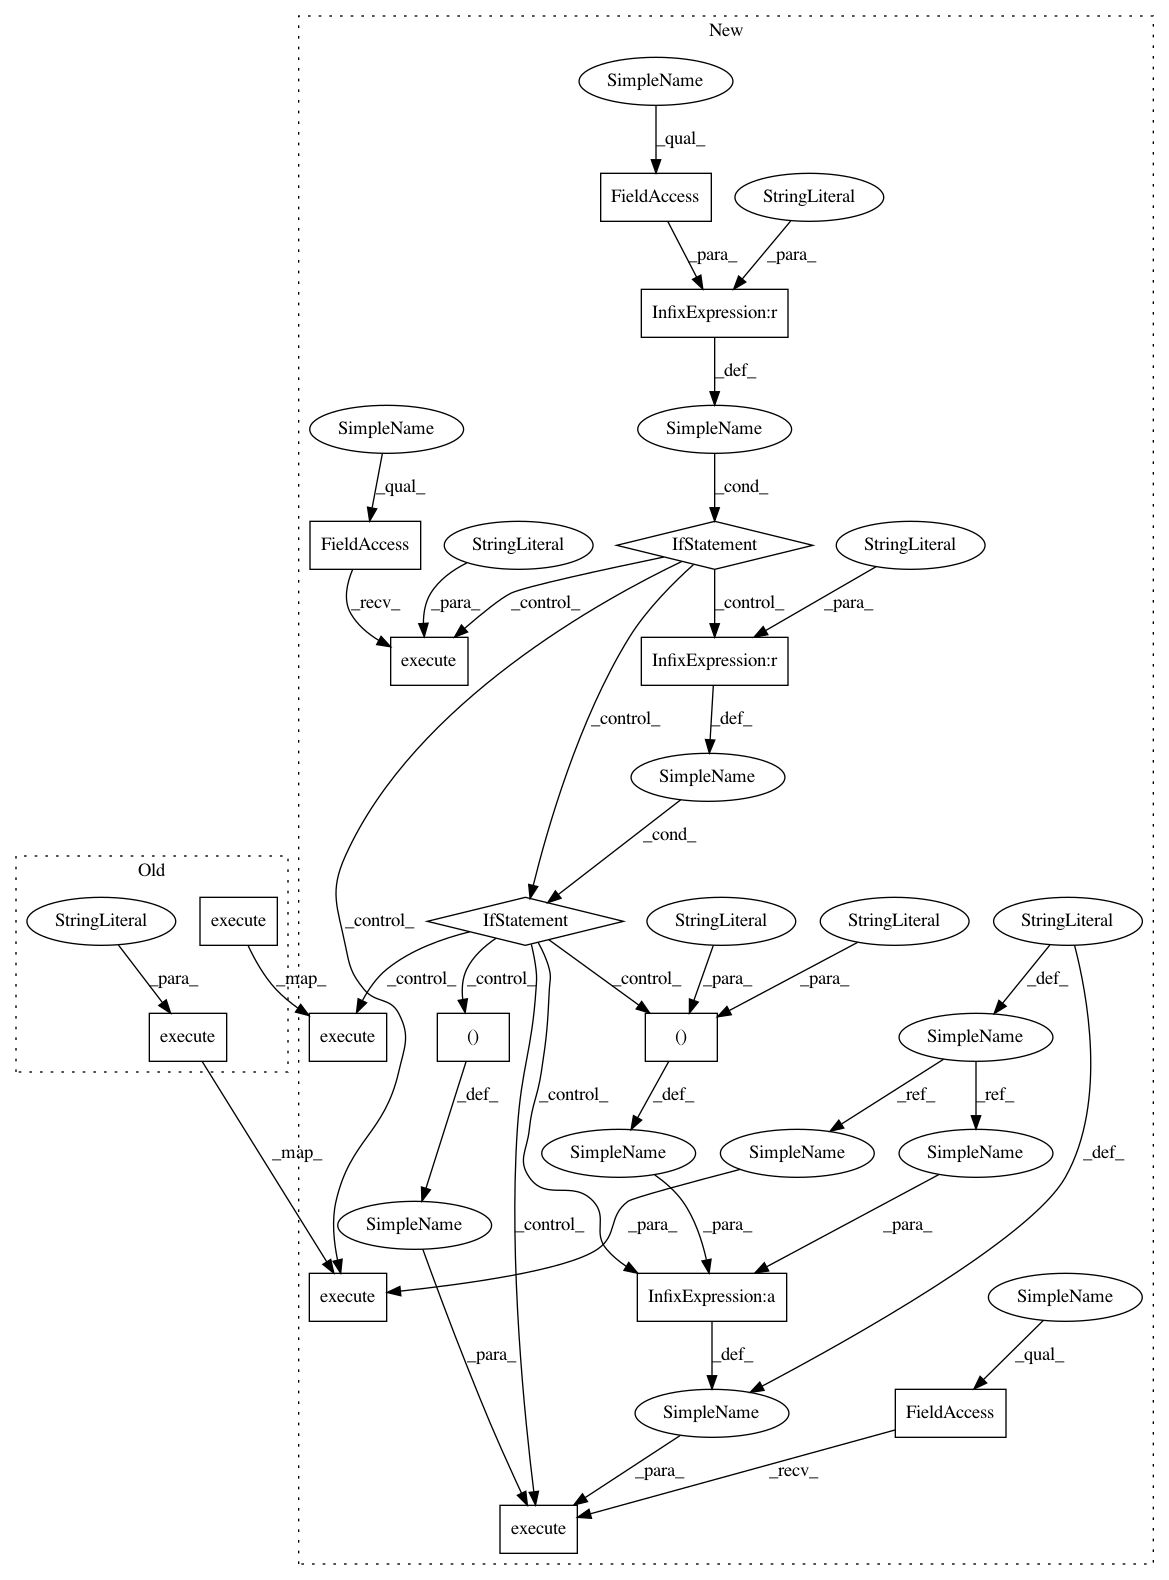 New
SimpleName
_qual_
FieldAccess
StringLiteral
_para_
_para_
InfixExpression:r
_def_
SimpleName
SimpleName
_qual_
_cond_
FieldAccess
StringLiteral
IfStatement
StringLiteral
_recv_
_para_
_control_
_control_
_para_
execute
InfixExpression:r
_control_
_def_
SimpleName
_cond_
Old
StringLiteral
execute
_control_
IfStatement
StringLiteral
StringLiteral
StringLiteral
_para_
_map_
_control_
_control_
_control_
_para_
_para_
_def_
execute
execute
()
()
SimpleName
_def_
_control_
_def_
_ref_
_ref_
_map_
SimpleName
SimpleName
SimpleName
_def_
SimpleName
_control_
_para_
_para_
_para_
execute
InfixExpression:a
SimpleName
_para_
_def_
_qual_
SimpleName
FieldAccess
_para_
_recv_
execute